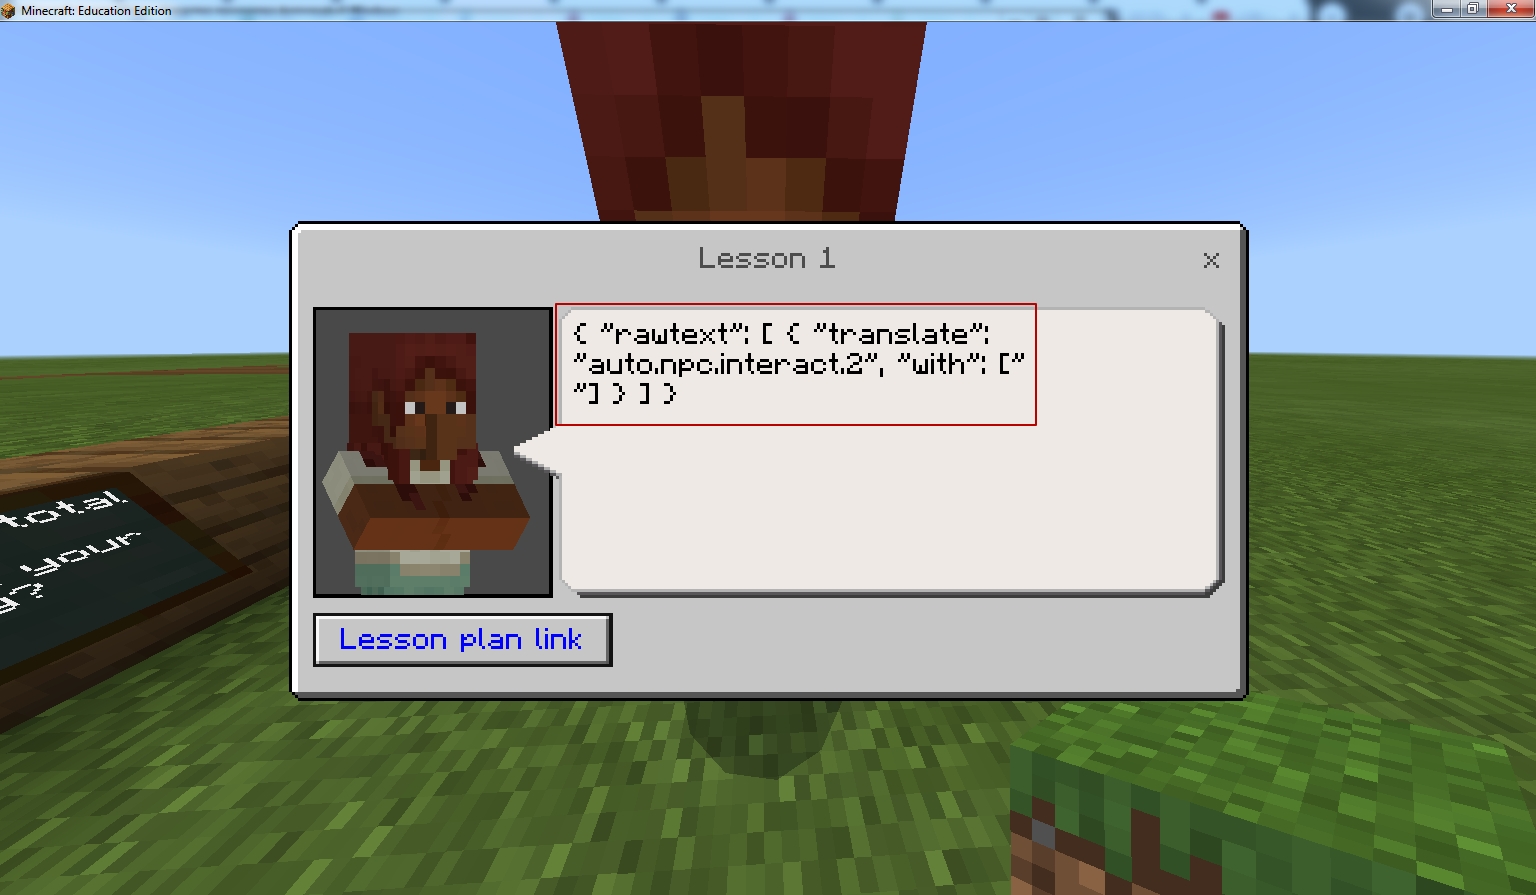 Minecraft: Education Edition
Lesson 1
x
{ "rawtext": [ { "translate":
"auto.npc.interact.2", "with": ["
"] } ] }
total
your
Lesson plan link